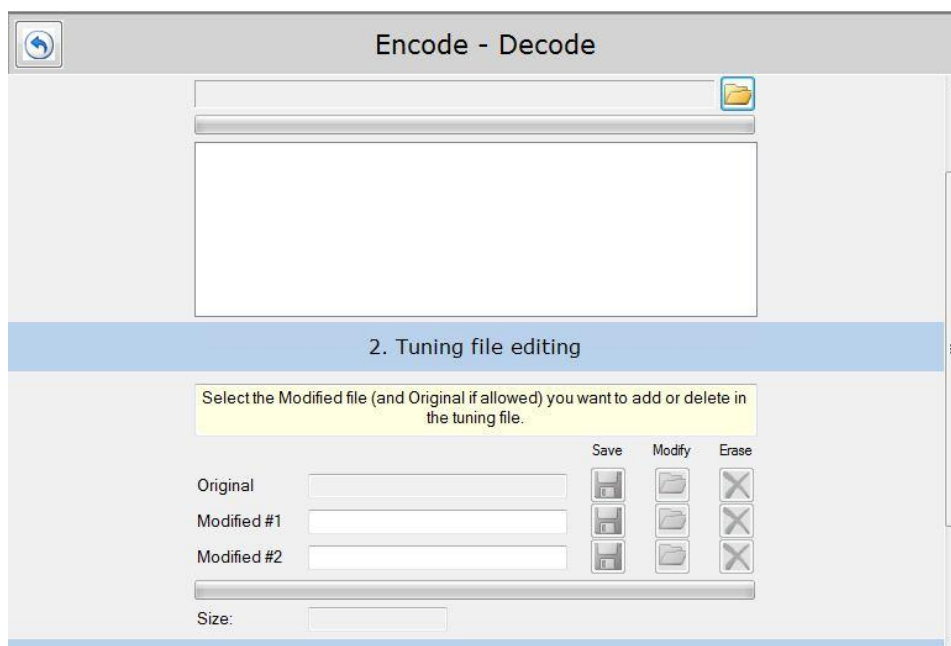 Encode - Decode
2. Tuning file editing
Select the Modified file (and Original if allowed) you want to add or delete in
the tuning file.
Save Modify Erase
Original
Modified #1
Modified #2
Size: